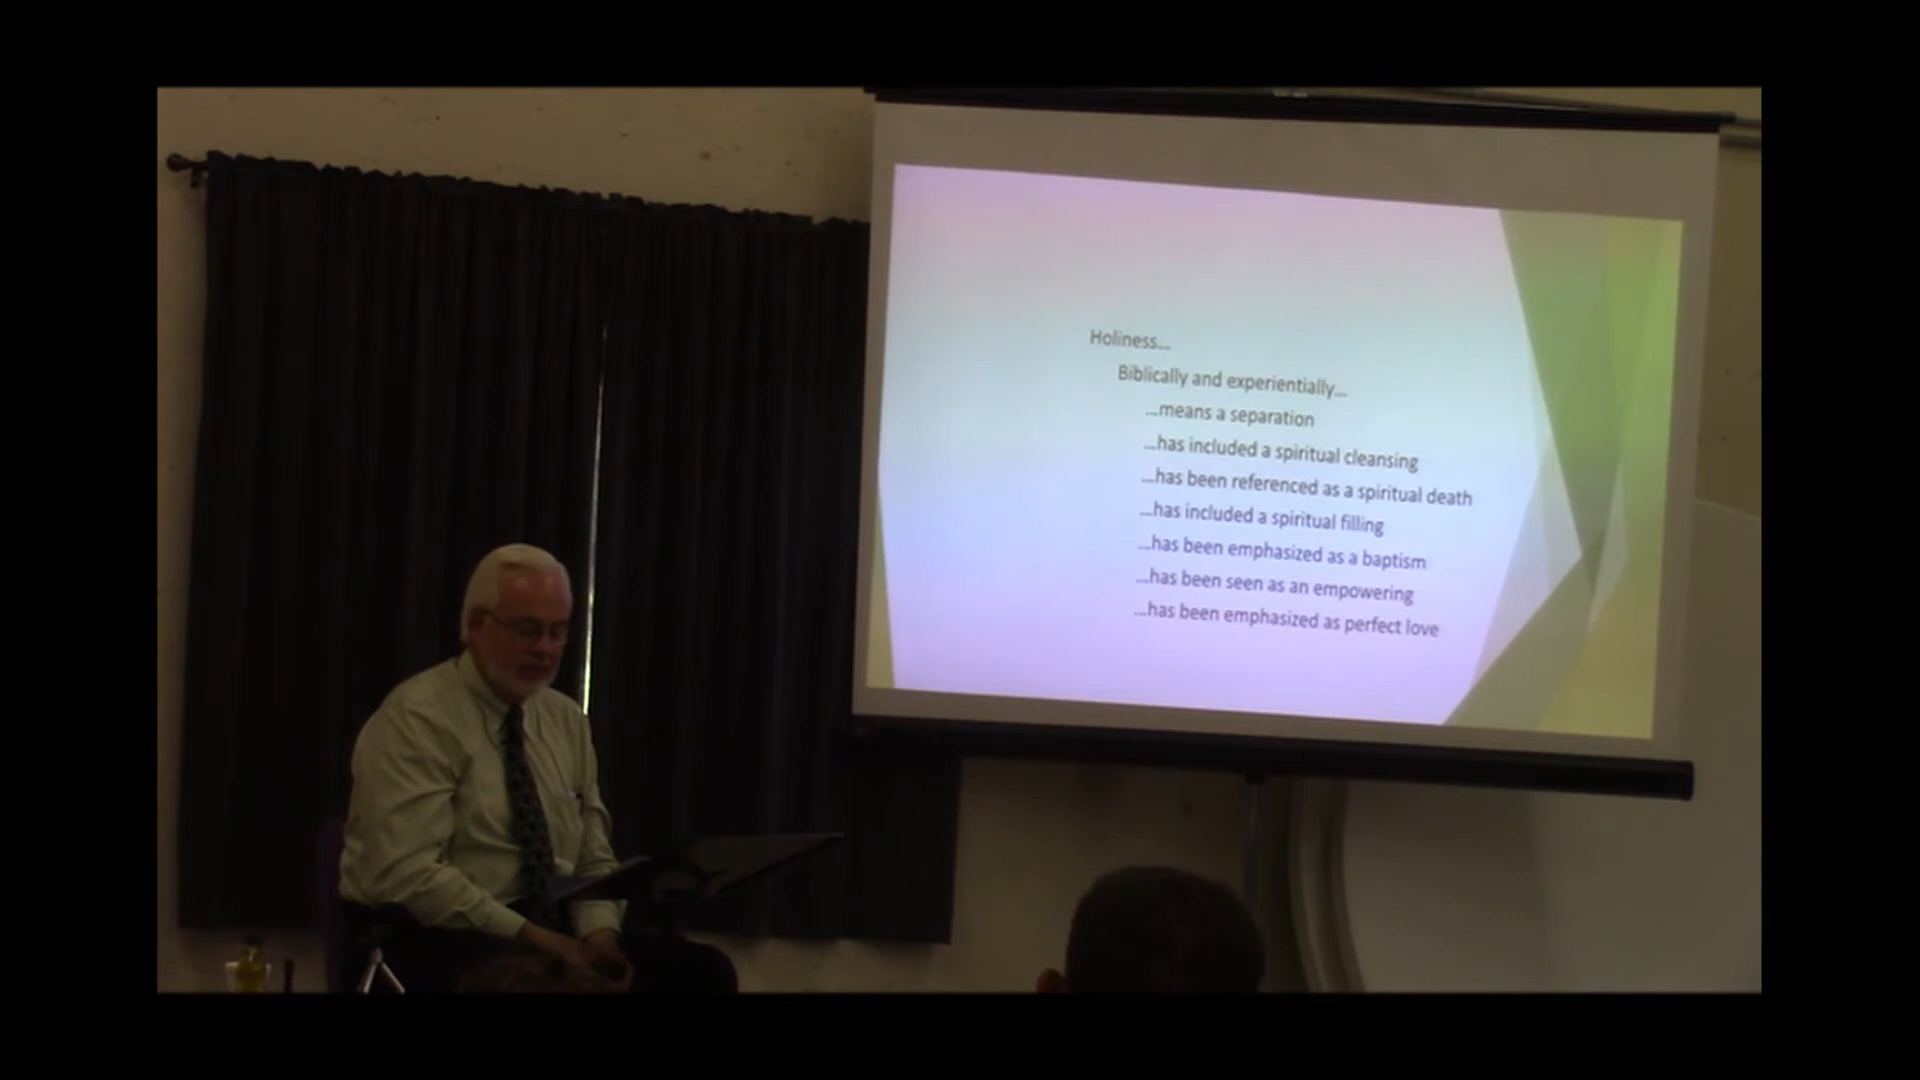 Holiness...
Biblically and experientially...
...means a separation
...has included a spiritual cleansing
...has been referenced as a spiritual death
...has included a spiritual filling
...has been emphasized as a baptism
...has been seen as an empowering
...has been emphasized as perfect love